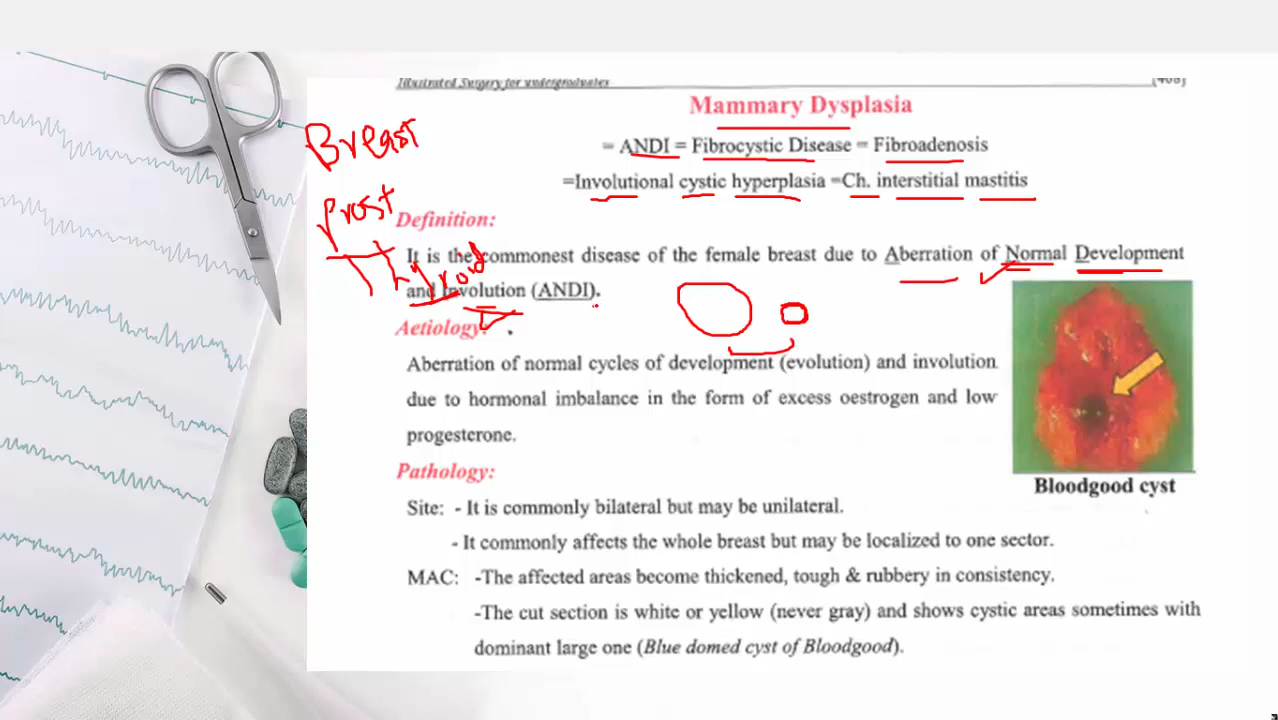 Illustrated Surgery for undergraduates
Mammary Dysplasia
= ANDI = Fibrocystic Disease = Fibroadenosis
=Involutional cystic hyperplasia =Ch. interstitial mastitis
Breast
Prost
Thyroid
Definition:
It is the commonest disease of the female breast due to Aberration of Normal Development
and Involution (ANDI).
Aetiology:
Aberration of normal cycles of development (evolution) and involution
due to hormonal imbalance in the form of excess oestrogen and low
progesterone.
Bloodgood cyst
Pathology:
Site: - It is commonly bilateral but may be unilateral.
- It commonly affects the whole breast but may be localized to one sector.
MAC: -The affected areas become thickened, tough & rubbery in consistency.
-The cut section is white or yellow (never gray) and shows cystic areas sometimes with
dominant large one (Blue domed cyst of Bloodgood).